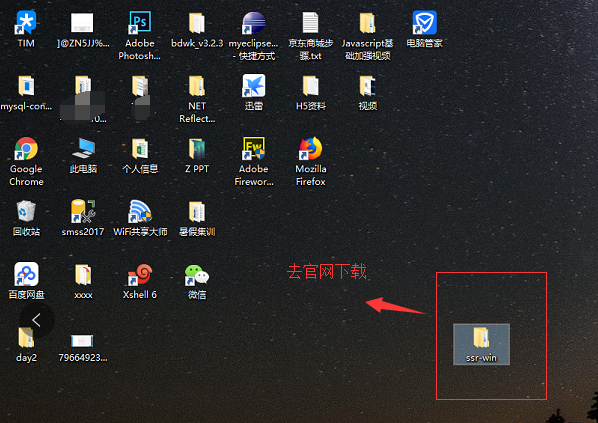 TIM
]@ZN5JJ%...
Adobe
Photosh...
bdwk_v3.2.3
myeclipse...
- 快捷方式
京东商城步
骤.txt
Javascript基
础加强视频
电脑管家
mysql-con...
NET
Reflect...
迅雷
H5资料
视频
Google
Chrome
此电脑
个人信息
Z PPT
Adobe
Firewor...
Mozilla
Firefox
回收站
smss2017
WiFi共享大师
暑假集训
百度网盘
xxxx
Xshell 6
微信
去官网下载
day2
79664923...
ssr-win